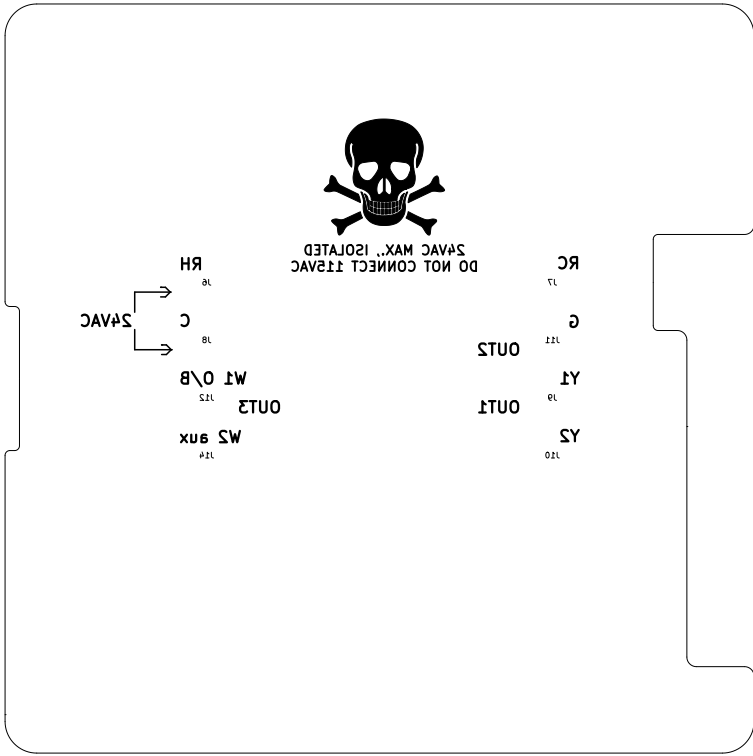 24VAC MAX., ISOLATED
DO NOT CONNECT 115VAC
RC
J7
RH
J6
G
J11
C
24VAC
J8
OUT2
Y1
J9
W1 O/B
J12
OUT1
OUT3
Y2
J10
W2 aux
J14